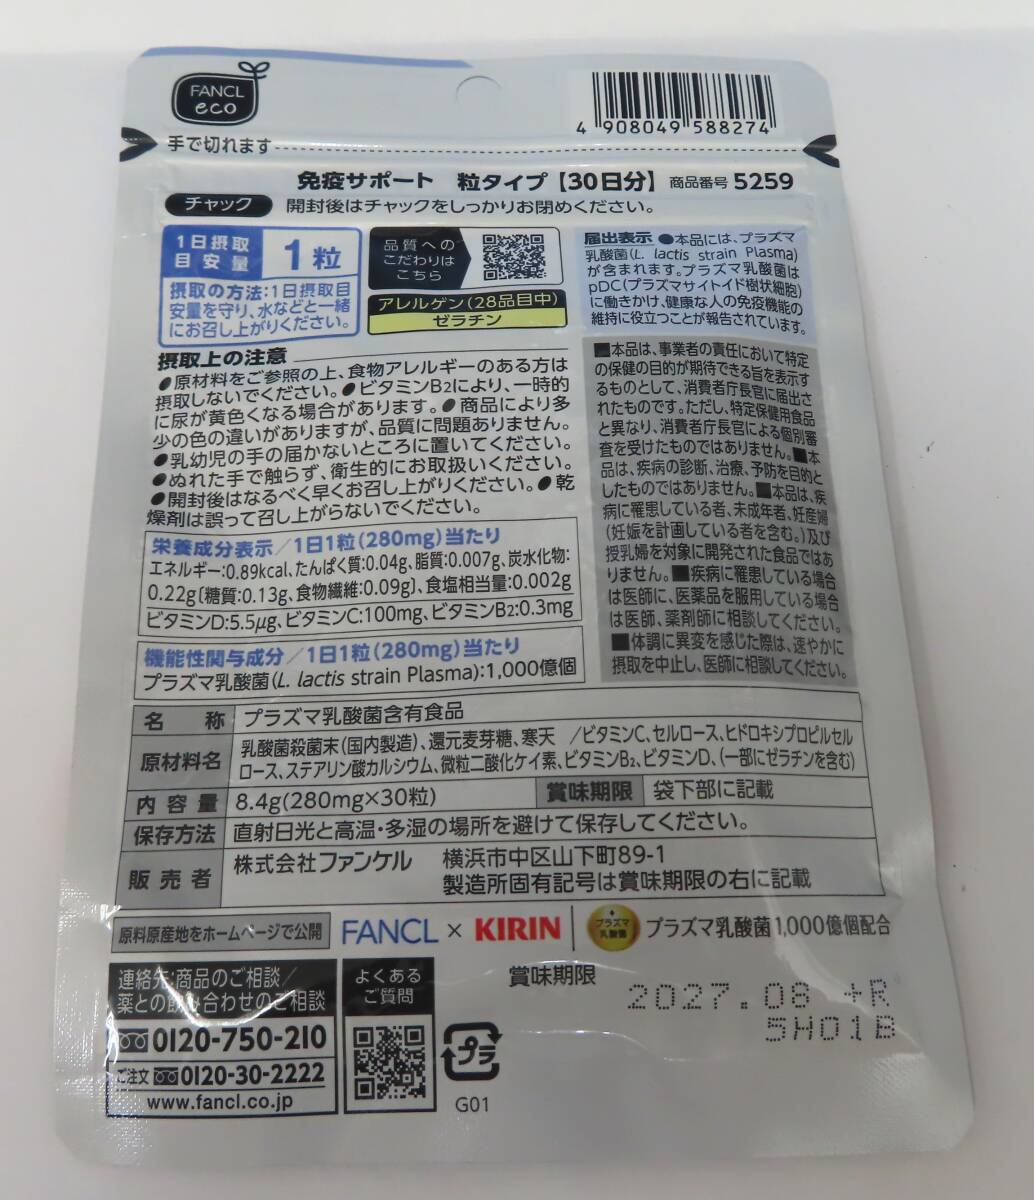 FANCL
eco
4 908049 588274
手で切れます
免疫サポート 粒タイプ【30日分】 商品番号 5259
チャック 開封後はチャックをしっかりお閉めください。
1日摂取
目安量
1粒
摂取の方法:1日摂取目
安量を守り、水などと一緒
にお召し上がりください。
品質への
こだわりは
こちら
アレルゲン(28品目中)
ゼラチン
届出表示 ●本品には、プラズマ
乳酸菌(L. lactis strain Plasma)
が含まれます。プラズマ乳酸菌は
pDC(プラズマサイトイド樹状細胞)
に働きかけ、健康な人の免疫機能の
維持に役立つことが報告されています。
摂取上の注意
●原材料をご参照の上、食物アレルギーのある方は
摂取しないでください。●ビタミンB2により、一時的
に尿が黄色くなる場合があります。●商品により多
少の色の違いがありますが、品質に問題ありません。
●乳幼児の手の届かないところに置いてください。
●ぬれた手で触らず、衛生的にお取扱いください。
●開封後はなるべく早くお召し上がりください。●乾
燥剤は誤って召し上がらないでください。
■本品は、事業者の責任において特定
の保健の目的が期待できる旨を表示す
るものとして、消費者庁長官に届出さ
れたものです。ただし、特定保健用食品
と異なり、消費者庁長官による個別審
査を受けたものではありません。■本
品は、疾病の診断、治療、予防を目的と
したものではありません。■本品は、疾
病に罹患している者、未成年者、妊産婦
(妊娠を計画している者を含む。)及び
授乳婦を対象に開発された食品ではあ
りません。■疾病に罹患している場合
は医師に、医薬品を服用している場合
は医師、薬剤師に相談してください。
■体調に異変を感じた際は、速やかに
摂取を中止し、医師に相談してください。
栄養成分表示/1日1粒(280mg)当たり
エネルギー:0.89kcal、たんぱく質:0.04g、脂質:0.007g、炭水化物:
0.22g〔糖質:0.13g、食物繊維:0.09g〕、食塩相当量:0.002g
ビタミンD:5.5μg、ビタミンC:100mg、ビタミンB2:0.3mg
機能性関与成分/1日1粒(280mg)当たり
プラズマ乳酸菌(L. lactis strain Plasma):1,000億個
名称 プラズマ乳酸菌含有食品
原材料名 乳酸菌殺菌末(国内製造)、還元麦芽糖、寒天 /ビタミンC、セルロース、ヒドロキシプロピルセル
ロース、ステアリン酸カルシウム、微粒二酸化ケイ素、ビタミンB2、ビタミンD、(一部にゼラチンを含む)
内容量 8.4g(280mg×30粒) 賞味期限 袋下部に記載
保存方法 直射日光と高温・多湿の場所を避けて保存してください。
販売者 株式会社ファンケル 横浜市中区山下町89-1
製造所固有記号は賞味期限の右に記載
原料原産地をホームページで公開 FANCL × KIRIN プラズマ乳酸菌 プラズマ乳酸菌1,000億個配合
連絡先:商品のご相談/
薬との飲み合わせのご相談
0120-750-210
ご注文 0120-30-2222
www.fancl.co.jp
よくある
ご質問
プラ
G01
賞味期限
2027.08 +R
5H01B